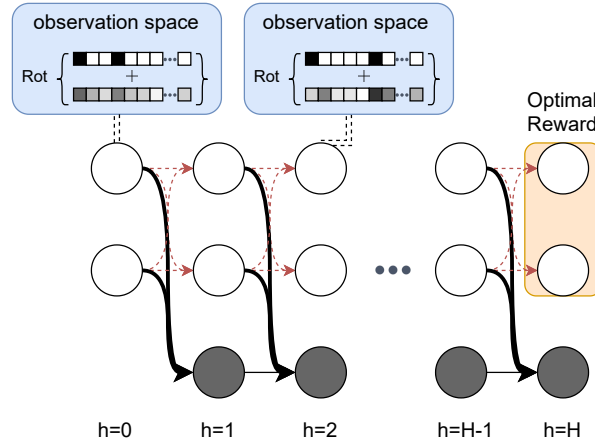 observation space
Rot { + }
observation space
Rot { + }
Optimal
Reward
h=0 h=1 h=2 h=H-1 h=H